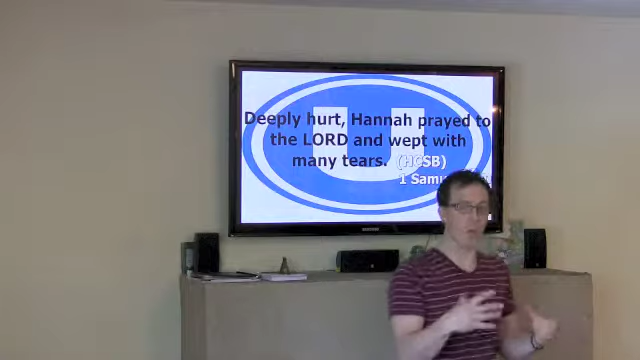 Deeply hurt, Hannah prayed to
the LORD and wept with
many tears. (HCSB)
1 Samu
U